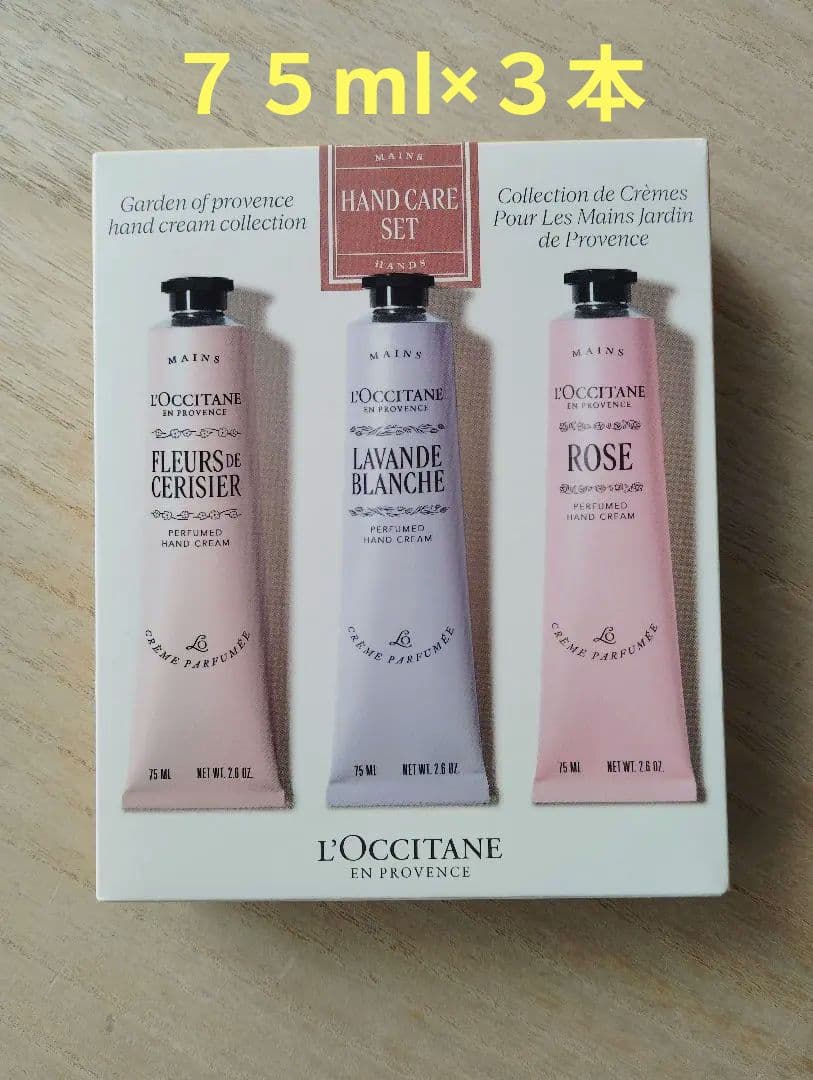 ７５ml×３本
Garden of provence
hand cream collection
MAINS
HAND CARE
SET
HANDS
Collection de Crèmes
Pour Les Mains Jardin
de Provence
MAINS
L'OCCITANE
EN PROVENCE
FLEURS DE
CERISIER
PERFUMED
HAND CREAM
LO
CRÈME PARFUMÉE
75 ML NET WT. 2.6 OZ.
MAINS
L'OCCITANE
EN PROVENCE
LAVANDE
BLANCHE
PERFUMED
HAND CREAM
LO
CRÈME PARFUMÉE
75 ML NET WT. 2.6 OZ.
MAINS
L'OCCITANE
EN PROVENCE
ROSE
PERFUMED
HAND CREAM
LO
CRÈME PARFUMÉE
75 ML NET WT. 2.6 OZ.
L'OCCITANE
EN PROVENCE